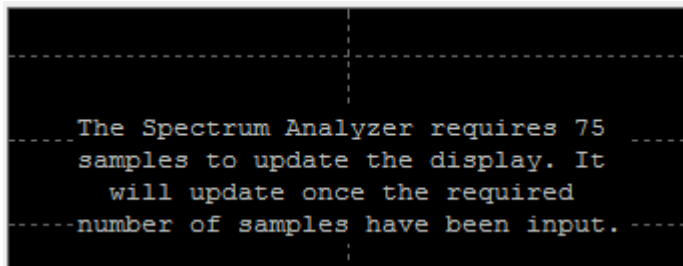 The Spectrum Analyzer requires 75
samples to update the display. It
will update once the required
number of samples have been input.